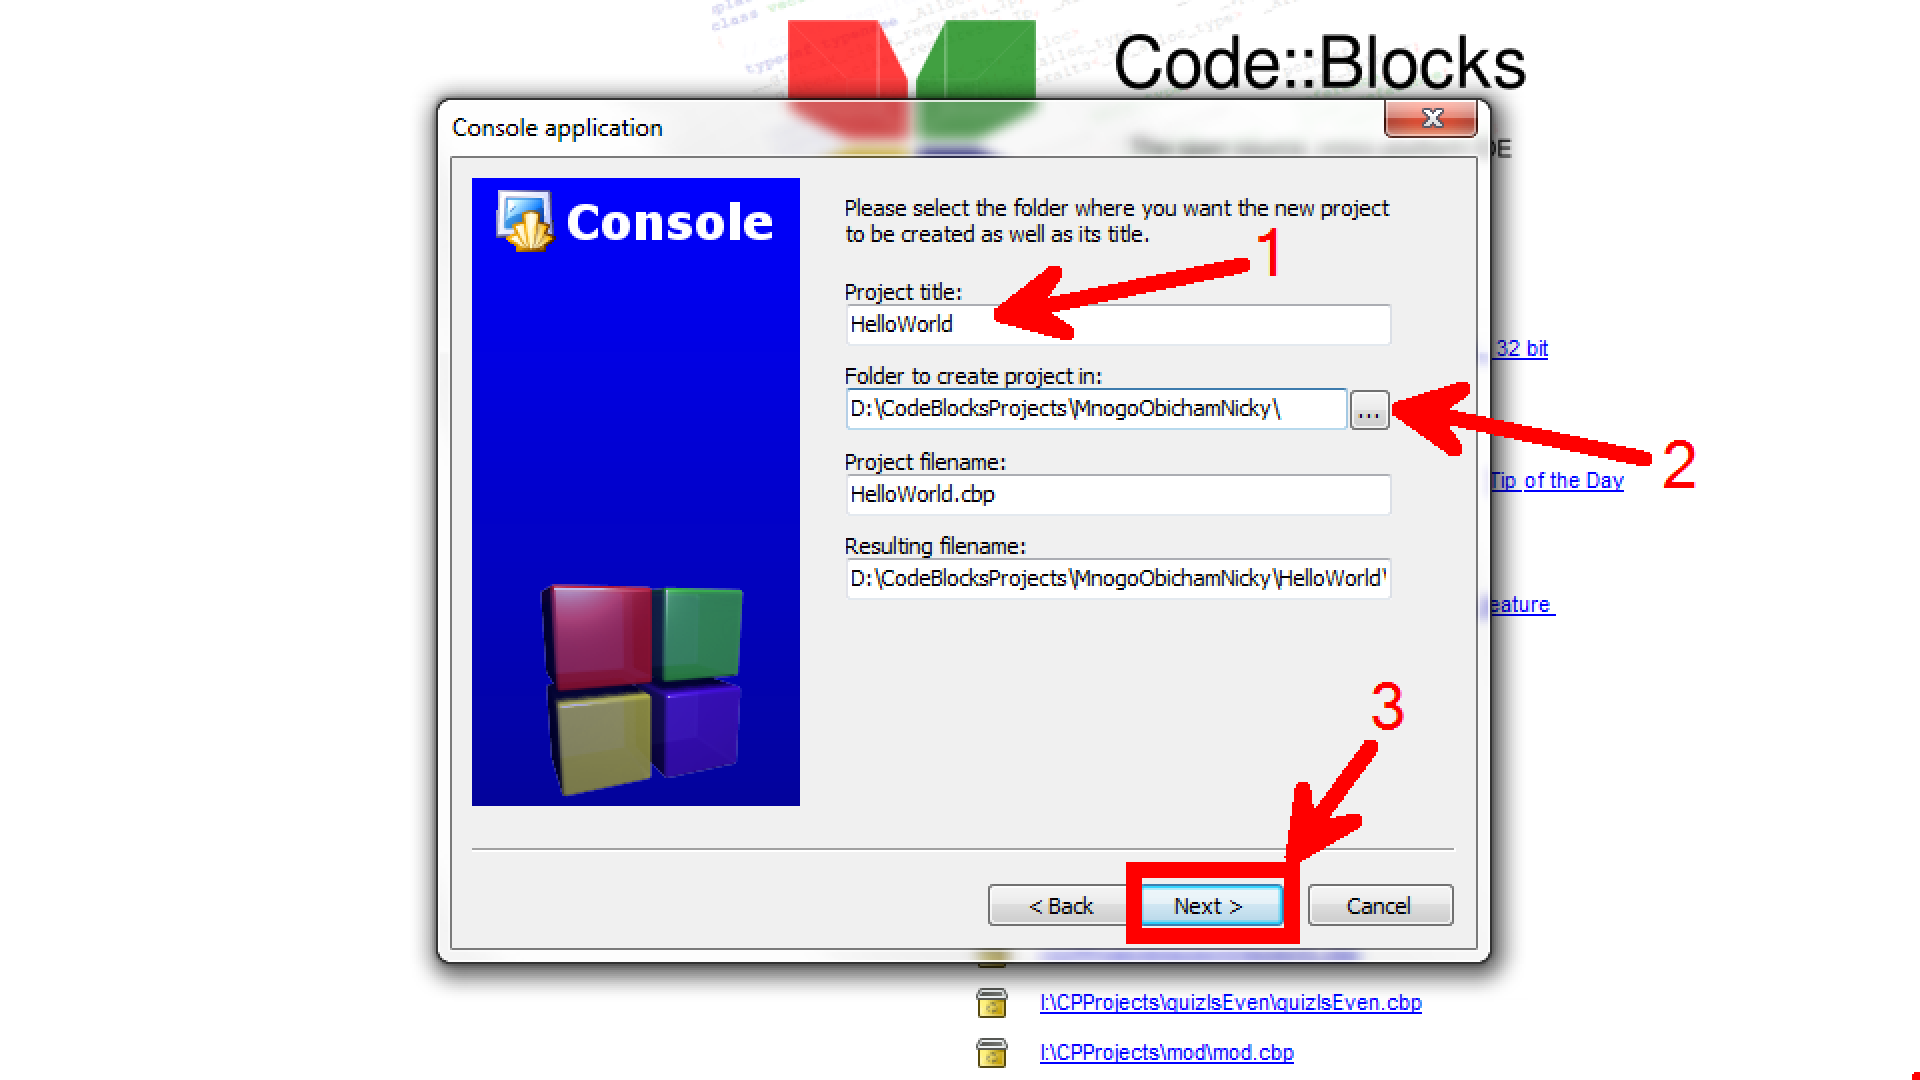 Code::Blocks
Console application
X
Console
Please select the folder where you want the new project
to be created as well as its title.
1
Project title:
HelloWorld
32 bit
Folder to create project in:
D:\CodeBlocksProjects\MnogoObichamNicky\
...
2
Tip of the Day
Project filename:
HelloWorld.cbp
Resulting filename:
D:\CodeBlocksProjects\MnogoObichamNicky\HelloWorld\
eature
3
< Back
Next >
Cancel
I:\CPProjects\quizIsEven\quizIsEven.cbp
I:\CPProjects\mod\mod.cbp